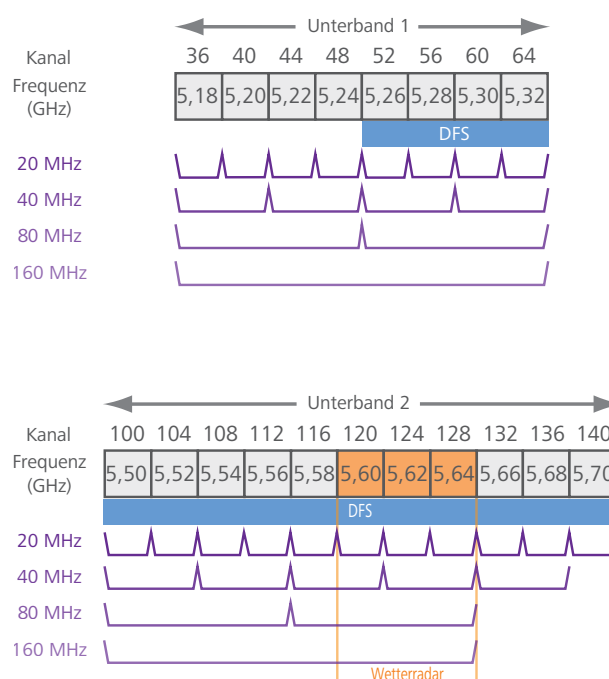 Unterband 1
Kanal 36 40 44 48 52 56 60 64
Frequenz (GHz) 5,18 5,20 5,22 5,24 5,26 5,28 5,30 5,32
DFS
20 MHz
40 MHz
80 MHz
160 MHz
Unterband 2
Kanal 100 104 108 112 116 120 124 128 132 136 140
Frequenz (GHz) 5,50 5,52 5,54 5,56 5,58 5,60 5,62 5,64 5,66 5,68 5,70
DFS
20 MHz
40 MHz
80 MHz
160 MHz
Wetterradar